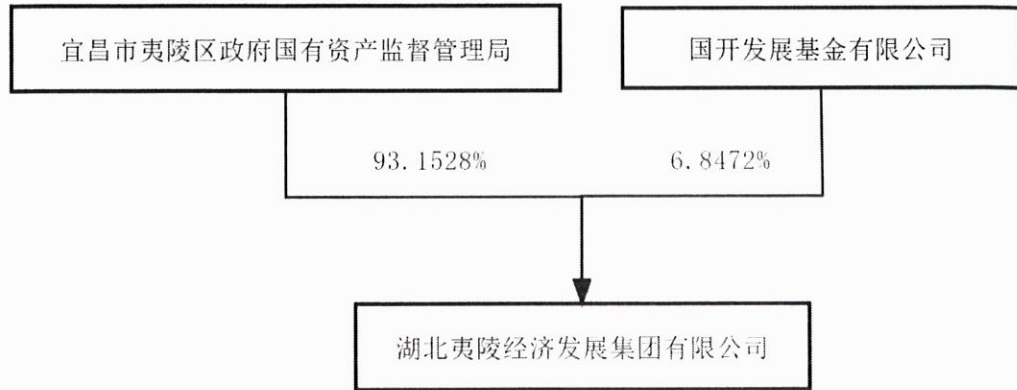 宜昌市夷陵区政府国有资产监督管理局
国开发展基金有限公司
93.1528%
6.8472%
湖北夷陵经济发展集团有限公司